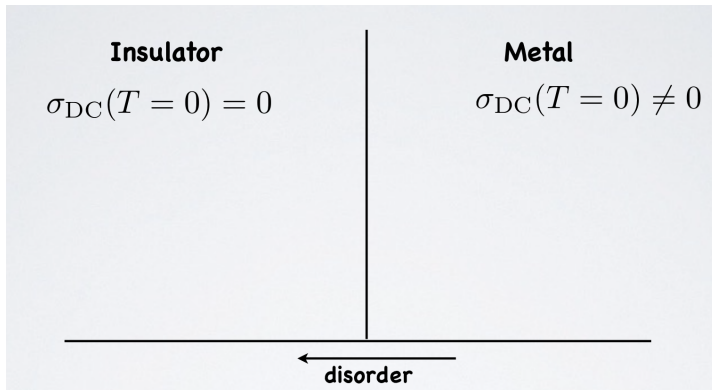 Insulator
Metal
σ_DC(T = 0) = 0
σ_DC(T = 0) ≠ 0
disorder